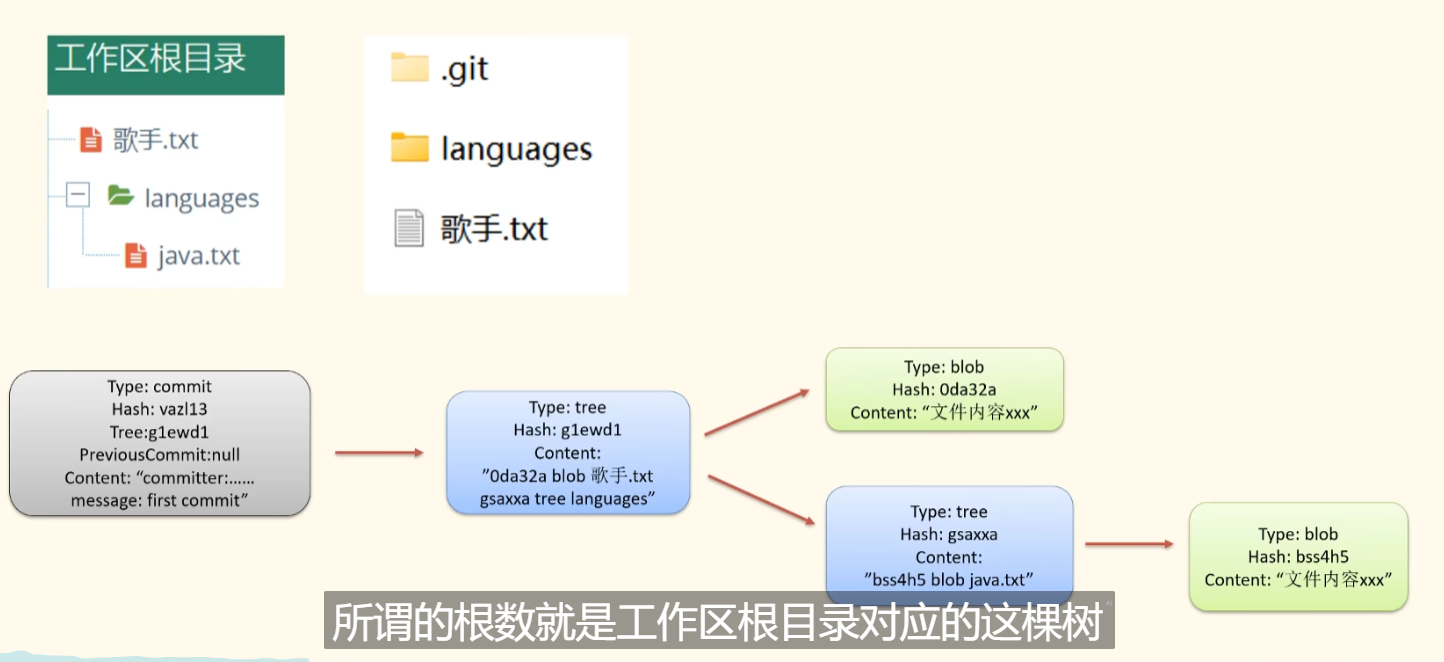 工作区根目录
歌手.txt
languages
java.txt
.git
languages
歌手.txt
Type: commit
Hash: vazl13
Tree:g1ewd1
PreviousCommit:null
Content: “committer:……
message: first commit”
Type: tree
Hash: g1ewd1
Content:
”0da32a blob 歌手.txt
gsaxxa tree languages”
Type: blob
Hash: 0da32a
Content: “文件内容xxx”
Type: tree
Hash: gsaxxa
Content:
”bss4h5 blob java.txt”
Type: blob
Hash: bss4h5
Content: “文件内容xxx”
所谓的根数就是工作区根目录对应的这棵树